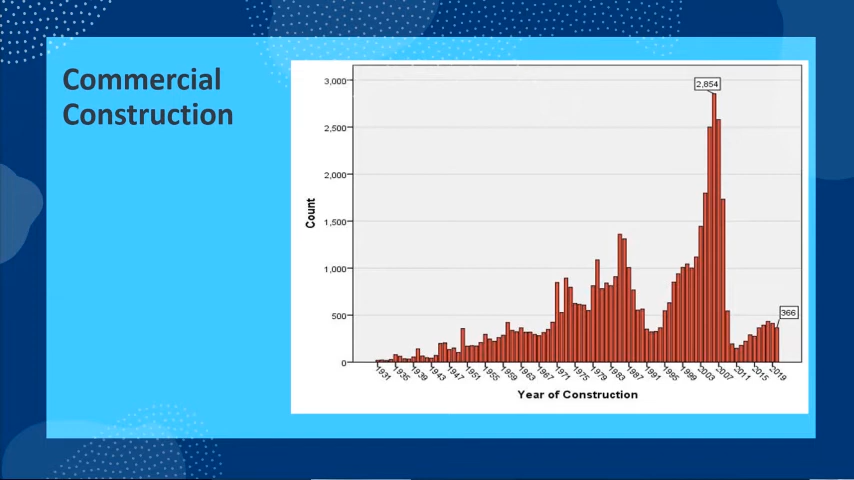 Commercial
Construction
2,854
3,000
2,500
2,000
1,500
1,000
500
0
Count
366
1931 1935 1939 1943 1947 1951 1955 1959 1963 1967 1971 1975 1979 1983 1987 1991 1995 1999 2003 2007 2011 2015 2019
Year of Construction